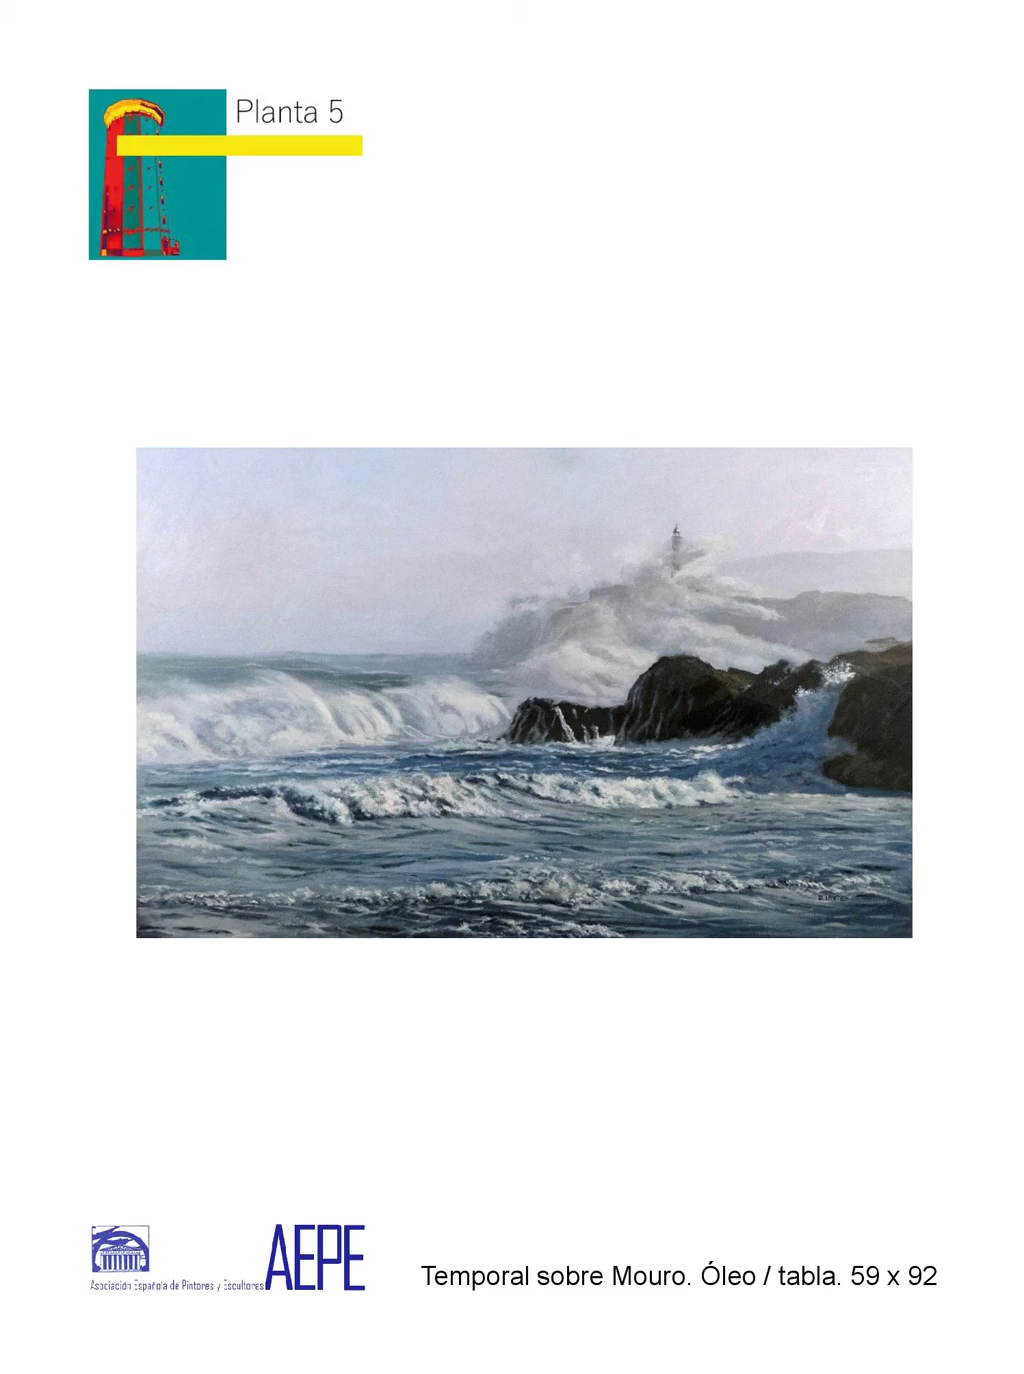 Planta 5
AEPE
Asociación Española de Pintores y Escultores
Temporal sobre Mouro. Óleo / tabla. 59 x 92